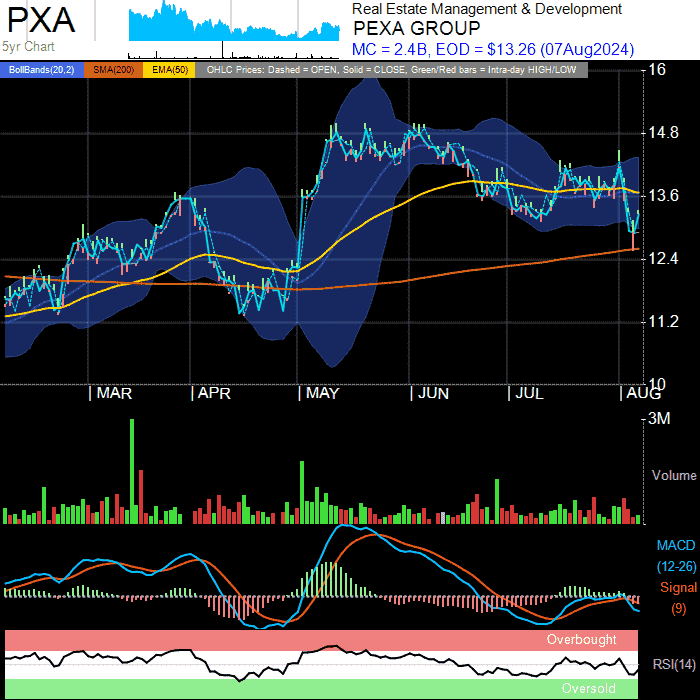 PXA
5yr Chart
Real Estate Management & Development
PEXA GROUP
MC = 2.4B, EOD = $13.26 (07Aug2024)
BollBands(20,2) SMA(200) EMA(50) OHLC Prices: Dashed = OPEN, Solid = CLOSE, Green/Red bars = Intra-day HIGH/LOW
16
14.8
13.6
12.4
11.2
10
| MAR | APR | MAY | JUN | JUL | AUG
3M
Volume
MACD
(12-26)
Signal
(9)
Overbought
RSI(14)
Oversold